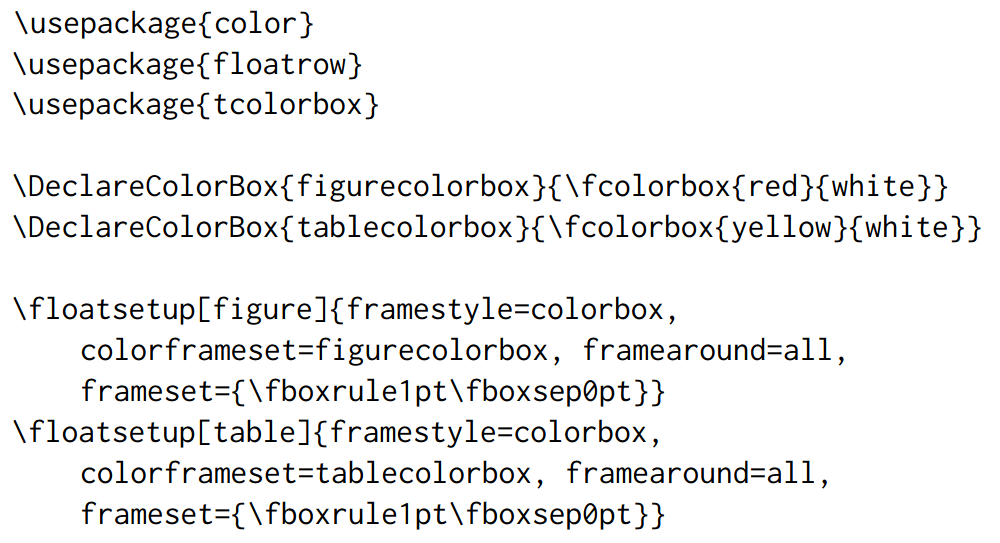 \usepackage{color}
\usepackage{floatrow}
\usepackage{tcolorbox}
\DeclareColorBox{figurecolorbox}{\fcolorbox{red}{white}}
\DeclareColorBox{tablecolorbox}{\fcolorbox{yellow}{white}}
\floatsetup[figure]{framestyle=colorbox,
colorframeset=figurecolorbox, framearound=all,
frameset={\fboxrule1pt\fboxsep0pt}}
\floatsetup[table]{framestyle=colorbox,
colorframeset=tablecolorbox, framearound=all,
frameset={\fboxrule1pt\fboxsep0pt}}